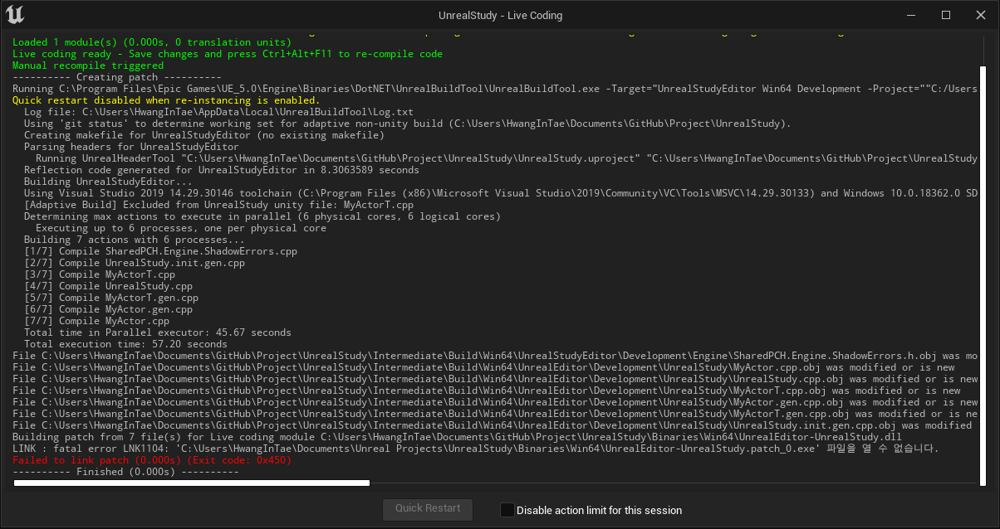 UnrealStudy - Live Coding
Loaded 1 module(s) (0.000s, 0 translation units)
Live coding ready - Save changes and press Ctrl+Alt+F11 to re-compile code
Manual recompile triggered
---------- Creating patch ----------
Running C:\Program Files\Epic Games\UE_5.0\Engine\Binaries\DotNET\UnrealBuildTool\UnrealBuildTool.exe -Target="UnrealStudyEditor Win64 Development -Project=""C:/Users
Quick restart disabled when re-instancing is enabled.
Log file: C:\Users\HwangInTae\AppData\Local\UnrealBuildTool\Log.txt
Using 'git status' to determine working set for adaptive non-unity build (C:\Users\HwangInTae\Documents\GitHub\Project\UnrealStudy).
Creating makefile for UnrealStudyEditor (no existing makefile)
Parsing headers for UnrealStudyEditor
Running UnrealHeaderTool "C:\Users\HwangInTae\Documents\GitHub\Project\UnrealStudy\UnrealStudy.uproject" "C:\Users\HwangInTae\Documents\GitHub\Project\UnrealStudy
Reflection code generated for UnrealStudyEditor in 8.3063589 seconds
Building UnrealStudyEditor...
Using Visual Studio 2019 14.29.30146 toolchain (C:\Program Files (x86)\Microsoft Visual Studio\2019\Community\VC\Tools\MSVC\14.29.30133) and Windows 10.0.18362.0 SD
[Adaptive Build] Excluded from UnrealStudy unity file: MyActorT.cpp
Determining max actions to execute in parallel (6 physical cores, 6 logical cores)
Executing up to 6 processes, one per physical core
Building 7 actions with 6 processes...
[1/7] Compile SharedPCH.Engine.ShadowErrors.cpp
[2/7] Compile UnrealStudy.init.gen.cpp
[3/7] Compile MyActorT.cpp
[4/7] Compile UnrealStudy.cpp
[5/7] Compile MyActorT.gen.cpp
[6/7] Compile MyActor.gen.cpp
[7/7] Compile MyActor.cpp
Total time in Parallel executor: 45.67 seconds
Total execution time: 57.20 seconds
File C:\Users\HwangInTae\Documents\GitHub\Project\UnrealStudy\Intermediate\Build\Win64\UnrealStudyEditor\Development\Engine\SharedPCH.Engine.ShadowErrors.h.obj was mo
File C:\Users\HwangInTae\Documents\GitHub\Project\UnrealStudy\Intermediate\Build\Win64\UnrealEditor\Development\UnrealStudy\MyActor.cpp.obj was modified or is new
File C:\Users\HwangInTae\Documents\GitHub\Project\UnrealStudy\Intermediate\Build\Win64\UnrealEditor\Development\UnrealStudy\UnrealStudy.cpp.obj was modified or is new
File C:\Users\HwangInTae\Documents\GitHub\Project\UnrealStudy\Intermediate\Build\Win64\UnrealEditor\Development\UnrealStudy\MyActorT.cpp.obj was modified or is new
File C:\Users\HwangInTae\Documents\GitHub\Project\UnrealStudy\Intermediate\Build\Win64\UnrealEditor\Development\UnrealStudy\MyActor.gen.cpp.obj was modified or is new
File C:\Users\HwangInTae\Documents\GitHub\Project\UnrealStudy\Intermediate\Build\Win64\UnrealEditor\Development\UnrealStudy\MyActorT.gen.cpp.obj was modified or is ne
File C:\Users\HwangInTae\Documents\GitHub\Project\UnrealStudy\Intermediate\Build\Win64\UnrealEditor\Development\UnrealStudy\UnrealStudy.init.gen.cpp.obj was modified
Building patch from 7 file(s) for Live coding module C:\Users\HwangInTae\Documents\GitHub\Project\UnrealStudy\Binaries\Win64\UnrealEditor-UnrealStudy.dll
LINK : fatal error LNK1104: 'C:\Users\HwangInTae\Documents\Unreal Projects\UnrealStudy\Binaries\Win64\UnrealEditor-UnrealStudy.patch_0.exe' 파일을 열 수 없습니다.
Failed to link patch (0.000s) (Exit code: 0x450)
---------- Finished (0.000s) ----------
Quick Restart
Disable action limit for this session